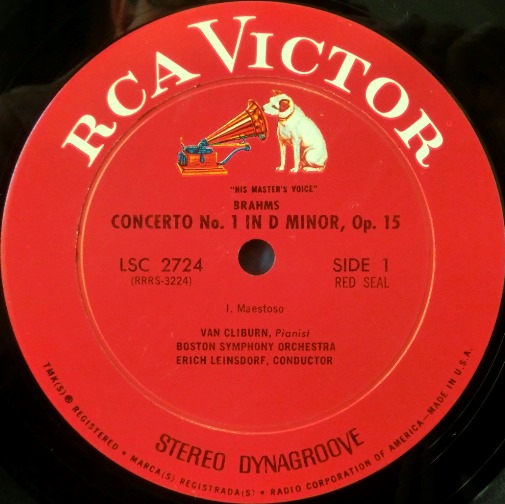 RCA VICTOR
"HIS MASTER'S VOICE"
BRAHMS
CONCERTO No. 1 IN D MINOR, Op. 15
LSC 2724
(RRRS-3224)
SIDE 1
RED SEAL
I. Maestoso
VAN CLIBURN, Pianist
BOSTON SYMPHONY ORCHESTRA
ERICH LEINSDORF, CONDUCTOR
STEREO DYNAGROOVE
TMK(S) ® REGISTERED • MARCA(S) REGISTRADA(S) • RADIO CORPORATION OF AMERICA—MADE IN U.S.A.